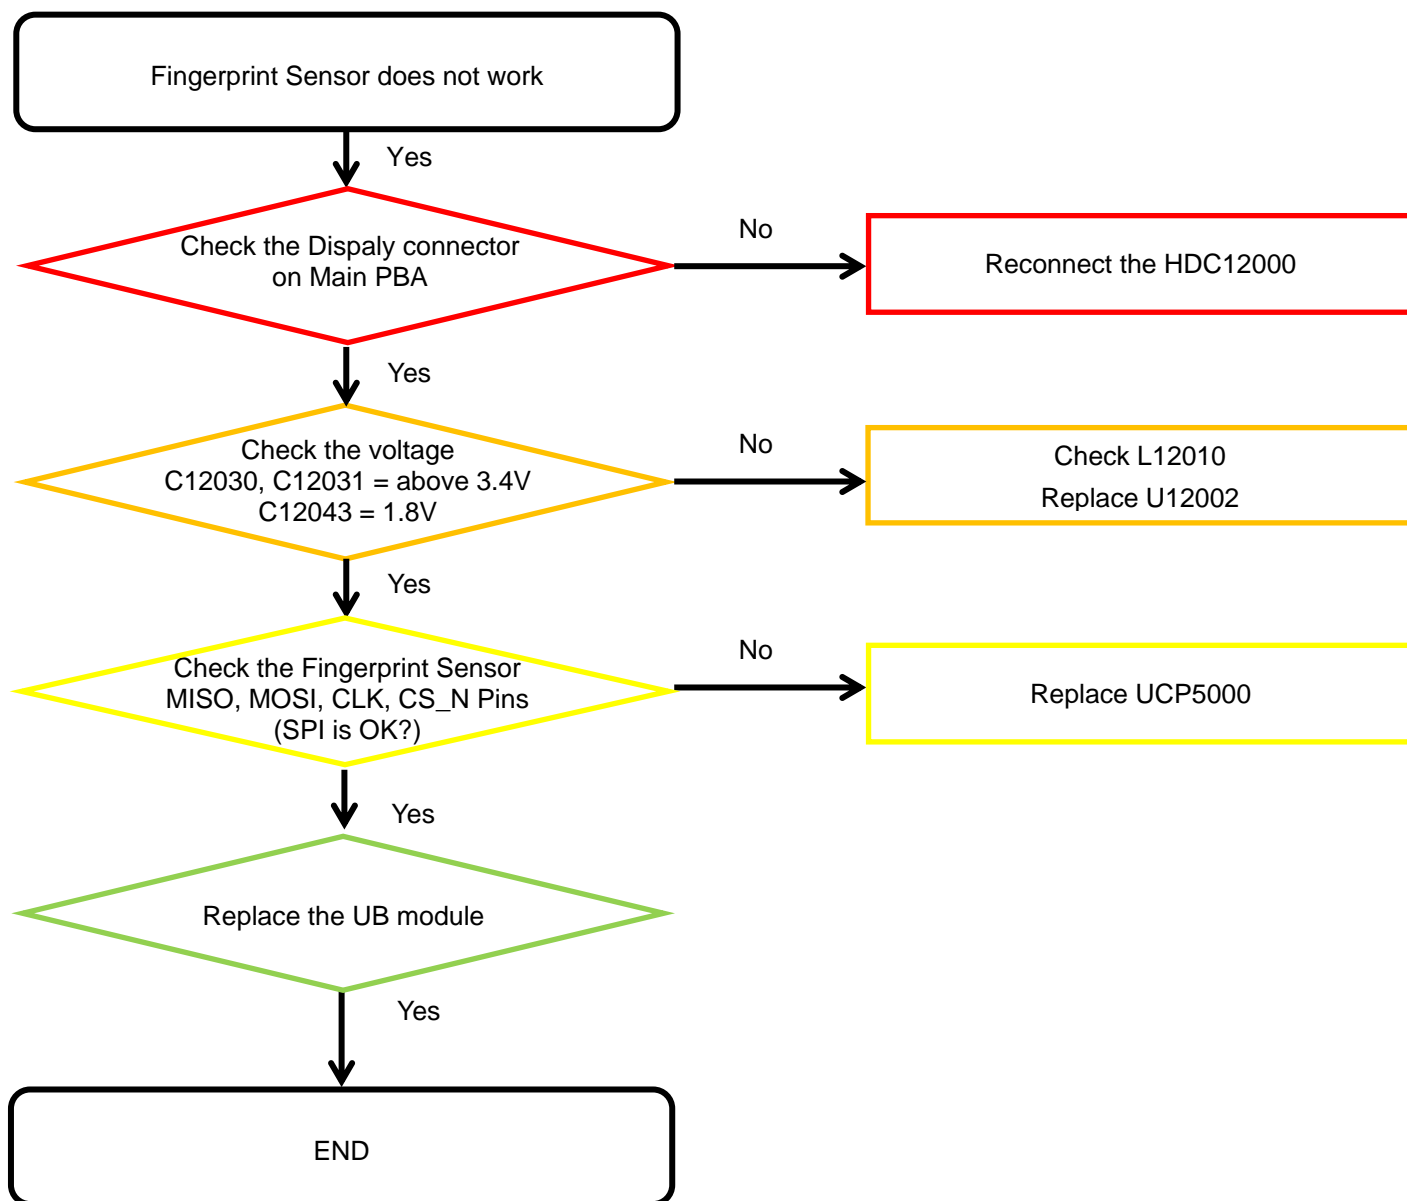 Fingerprint Sensor does not work
Yes
Check the Dispaly connector
on Main PBA
No
Reconnect the HDC12000
Yes
Check the voltage
C12030, C12031 = above 3.4V
C12043 = 1.8V
No
Check L12010
Replace U12002
Yes
Check the Fingerprint Sensor
MISO, MOSI, CLK, CS_N Pins
(SPI is OK?)
No
Replace UCP5000
Yes
Replace the UB module
Yes
END